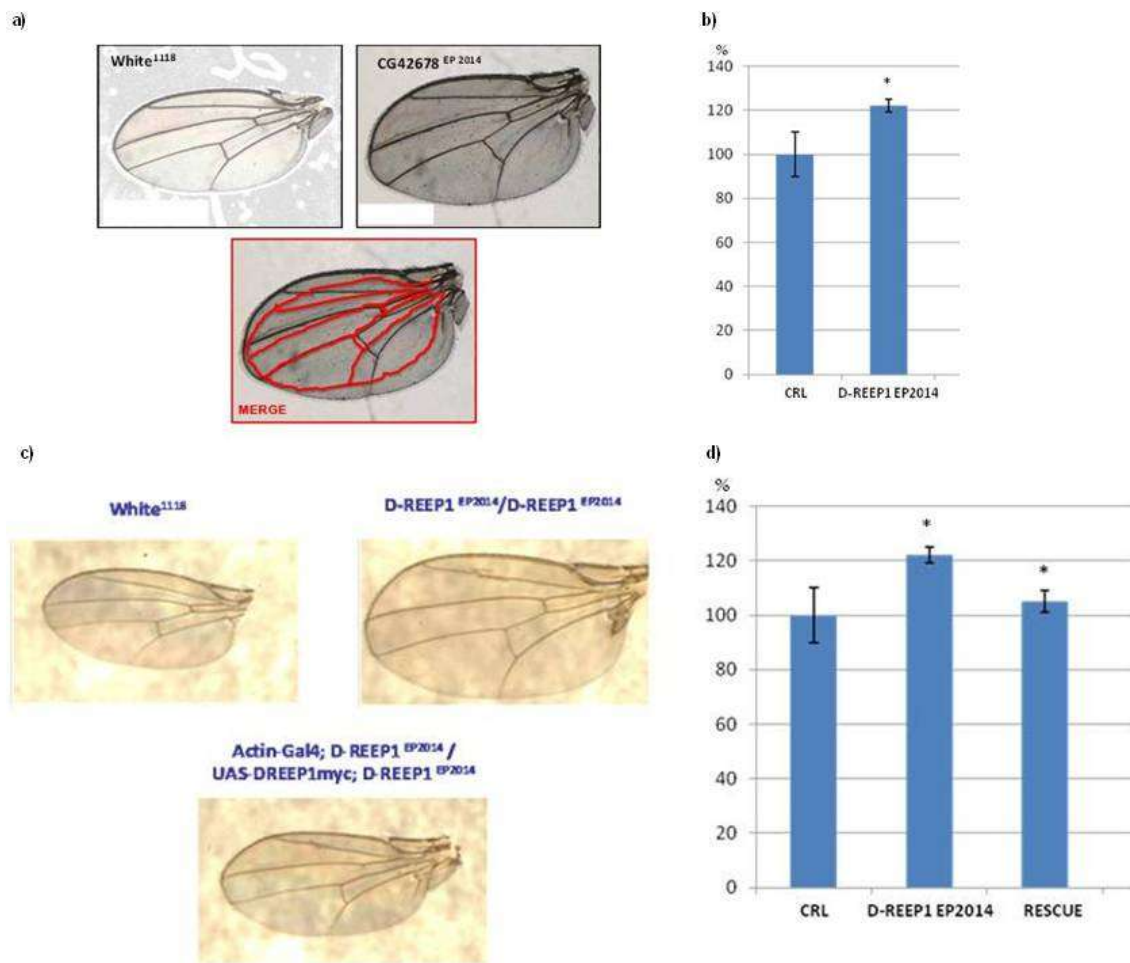 a)
White¹¹¹⁸
CG42678 ᴱᴾ ²⁰¹⁴
MERGE
b)
%
140
*
120
100
80
60
40
20
0
CRL
D-REEP1 EP2014
c)
White¹¹¹⁸
D-REEP1 ᴱᴾ²⁰¹⁴/D-REEP1 ᴱᴾ²⁰¹⁴
Actin-Gal4; D-REEP1 ᴱᴾ²⁰¹⁴ /
UAS-DREEP1myc; D-REEP1 ᴱᴾ²⁰¹⁴
d)
%
140
*
120
*
100
80
60
40
20
0
CRL
D-REEP1 EP2014
RESCUE